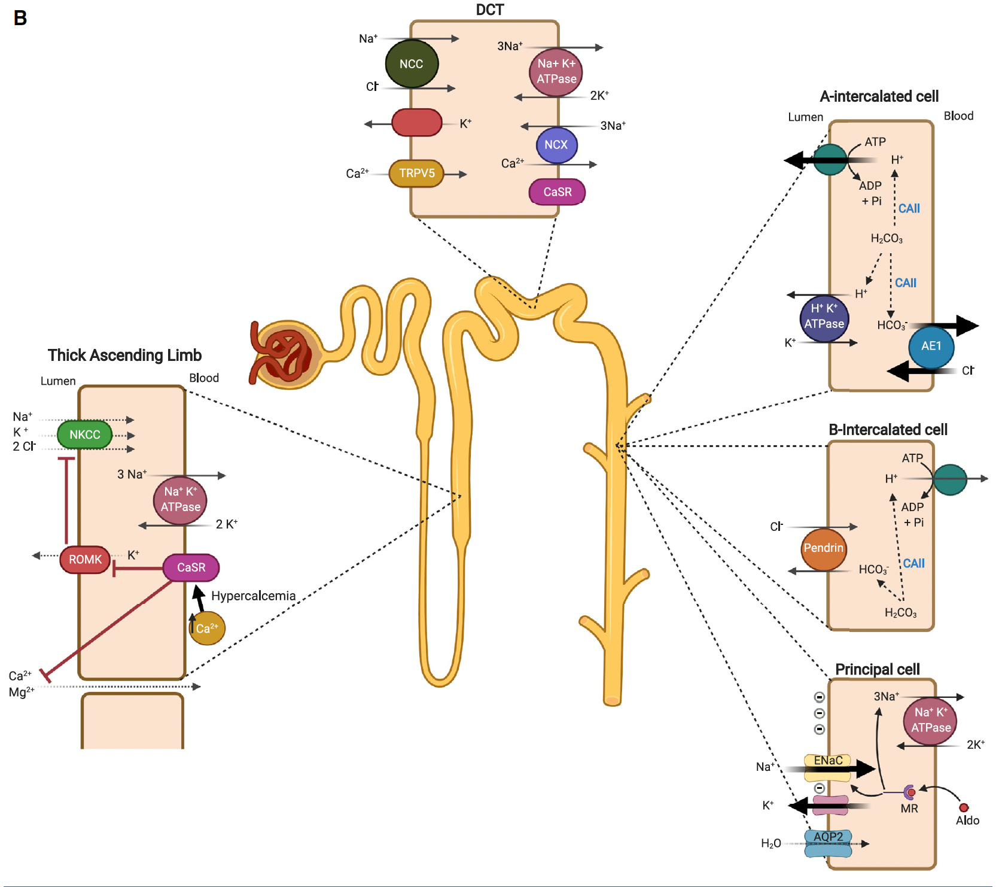 B
DCT
Na⁺
NCC
Cl⁻
K⁺
Ca²⁺
TRPV5
3Na⁺
Na+ K+
ATPase
2K⁺
3Na⁺
NCX
Ca²⁺
CaSR
A-intercalated cell
Lumen
Blood
ATP
H⁺
ADP
+ Pi
CAII
H₂CO₃
CAII
H⁺
H⁺ K⁺
ATPase
K⁺
HCO₃⁻
AE1
Cl⁻
Thick Ascending Limb
Lumen
Blood
Na⁺
K ⁺
2 Cl⁻
NKCC
3 Na⁺
Na⁺ K⁺
ATPase
2 K⁺
ROMK
K⁺
CaSR
Hypercalcemia
Ca²⁺
Ca²⁺
Mg²⁺
B-Intercalated cell
ATP
H⁺
ADP
+ Pi
Cl⁻
Pendrin
HCO₃⁻
CAII
H₂CO₃
Principal cell
3Na⁺
Na⁺ K⁺
ATPase
2K⁺
Na⁺
ENaC
K⁺
MR
Aldo
H₂O
AQP2